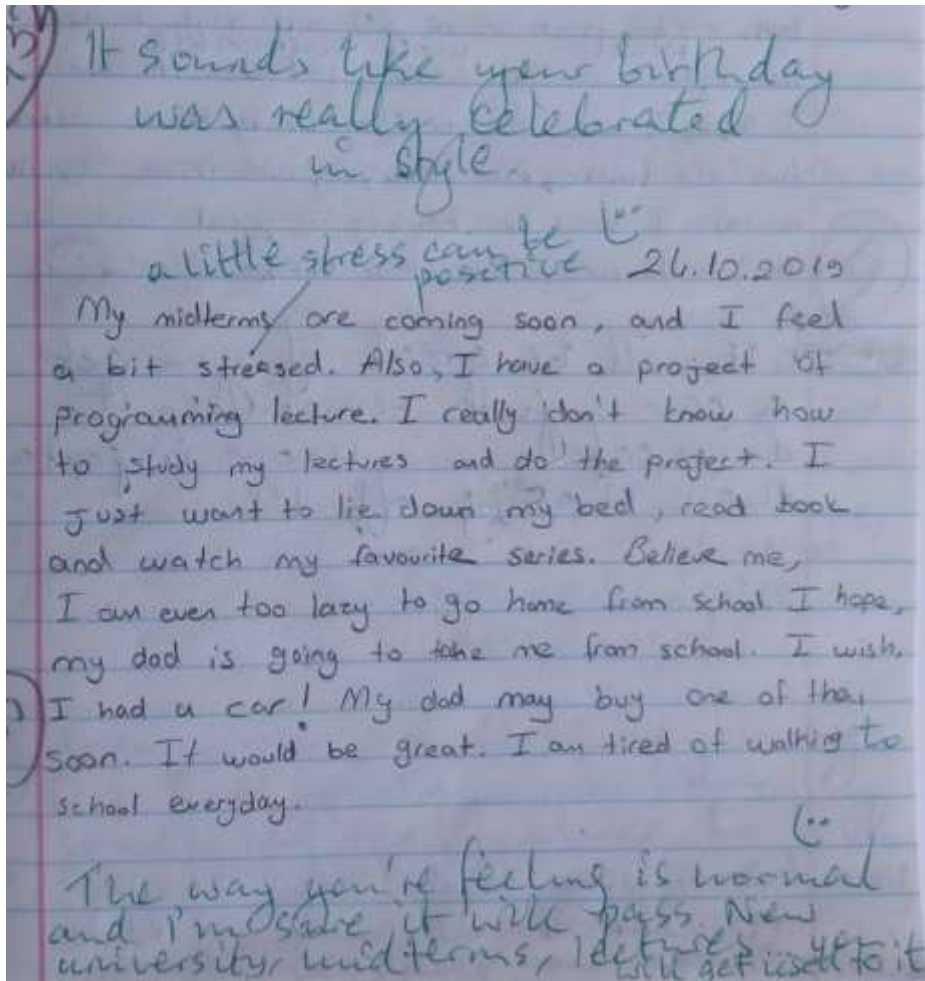 It sounds like your birthday
was really celebrated
in style.
a little stress can be
positive 24.10.2019
My midterms are coming soon, and I feel
a bit stressed. Also, I have a project of
programming lecture. I really don't know how
to study my lectures and do the project. I
just want to lie down my bed, read book
and watch my favourite series. Believe me,
I am even too lazy to go home from school I hope,
my dad is going to take me from school. I wish,
I had a car! My dad may buy one of
soon. It would be great. I am tired of walking to
school everyday.
The way you're feeling is normal
and I'm sure it will pass New
university, midterms, lectures you
will get used to it